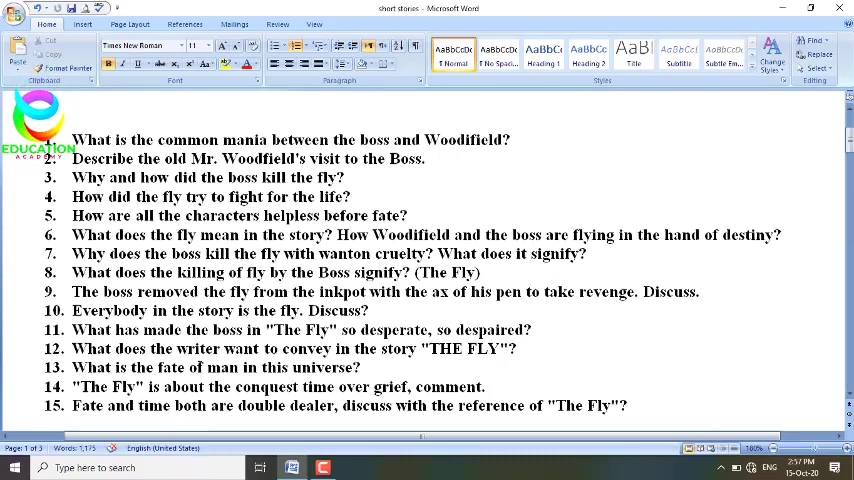 short stories - Microsoft Word
Home Insert Page Layout References Mailings Review View
Cut
Copy
Format Painter
Paste
Clipboard
Times New Roman 11
Font
Paragraph
AaBbCcDc AaBbCcDc AaBbC AaBbCc AaB AaBbCc. AaBbCcDc
¶ Normal ¶ No Spaci... Heading 1 Heading 2 Title Subtitle Subtle Em...
Styles
Change Styles
Find
Replace
Select
Editing
EDUCATION
ACADEMY
1. What is the common mania between the boss and Woodifield?
2. Describe the old Mr. Woodfield's visit to the Boss.
3. Why and how did the boss kill the fly?
4. How did the fly try to fight for the life?
5. How are all the characters helpless before fate?
6. What does the fly mean in the story? How Woodifield and the boss are flying in the hand of destiny?
7. Why does the boss kill the fly with wanton cruelty? What does it signify?
8. What does the killing of fly by the Boss signify? (The Fly)
9. The boss removed the fly from the inkpot with the ax of his pen to take revenge. Discuss.
10. Everybody in the story is the fly. Discuss?
11. What has made the boss in "The Fly" so desperate, so despaired?
12. What does the writer want to convey in the story "THE FLY"?
13. What is the fate of man in this universe?
14. "The Fly" is about the conquest time over grief, comment.
15. Fate and time both are double dealer, discuss with the reference of "The Fly"?
Page: 1 of 3 Words: 1,175 English (United States) 180%
Type here to search
ENG
2:57 PM
15-Oct-20